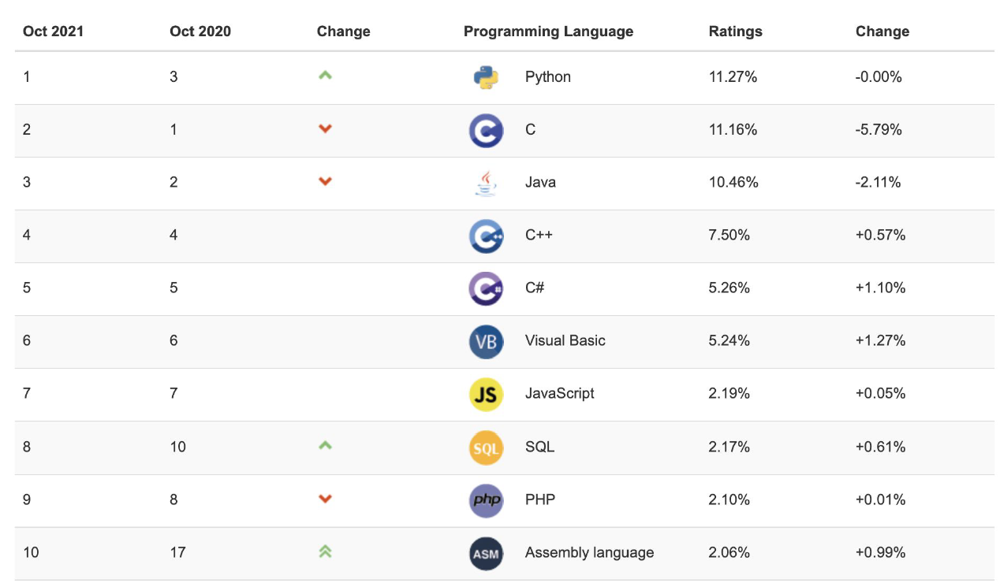 Oct 2021 Oct 2020 Change Programming Language Ratings Change
1 3 Python 11.27% -0.00%
2 1 C C 11.16% -5.79%
3 2 Java 10.46% -2.11%
4 4 C++ C++ 7.50% +0.57%
5 5 C# C# 5.26% +1.10%
6 6 VB Visual Basic 5.24% +1.27%
7 7 JS JavaScript 2.19% +0.05%
8 10 SQL SQL 2.17% +0.61%
9 8 php PHP 2.10% +0.01%
10 17 ASM Assembly language 2.06% +0.99%